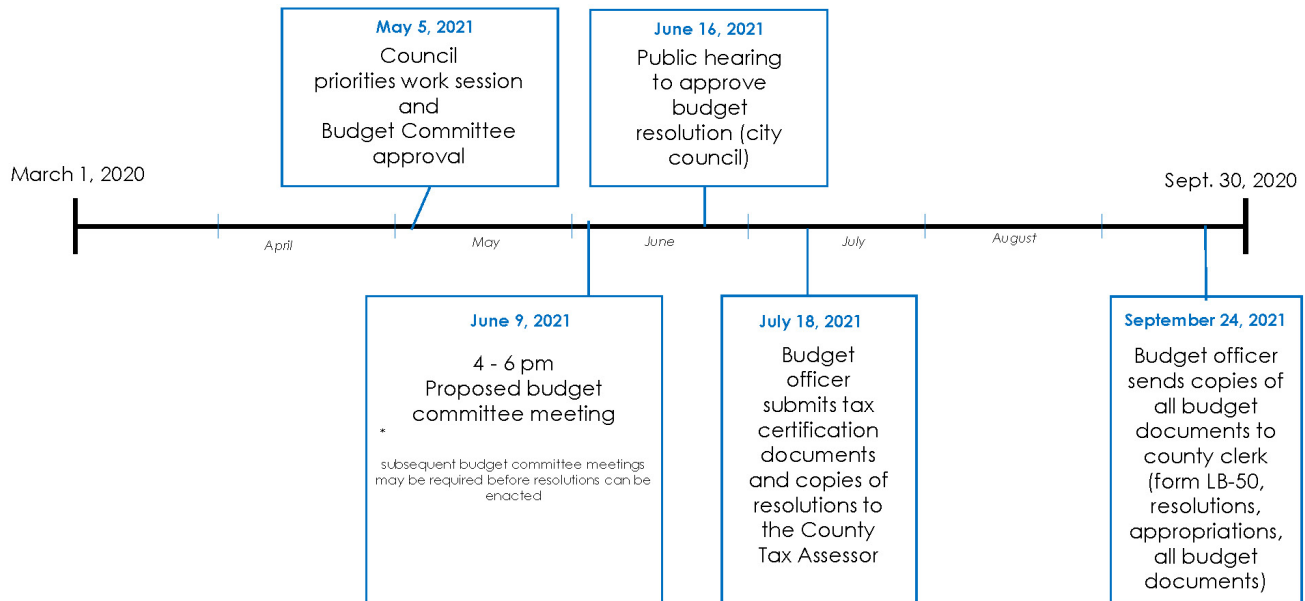 May 5, 2021
Council
priorities work session
and
Budget Committee
approval
June 16, 2021
Public hearing
to approve
budget
resolution (city
council)
March 1, 2020
Sept. 30, 2020
April
May
June
July
August
June 9, 2021
4 - 6 pm
Proposed budget
committee meeting
*
subsequent budget committee meetings
may be required before resolutions can be
enacted
July 18, 2021
Budget
officer
submits tax
certification
documents
and copies of
resolutions to
the County
Tax Assessor
September 24, 2021
Budget officer
sends copies of
all budget
documents to
county clerk
(form LB-50,
resolutions,
appropriations,
all budget
documents)